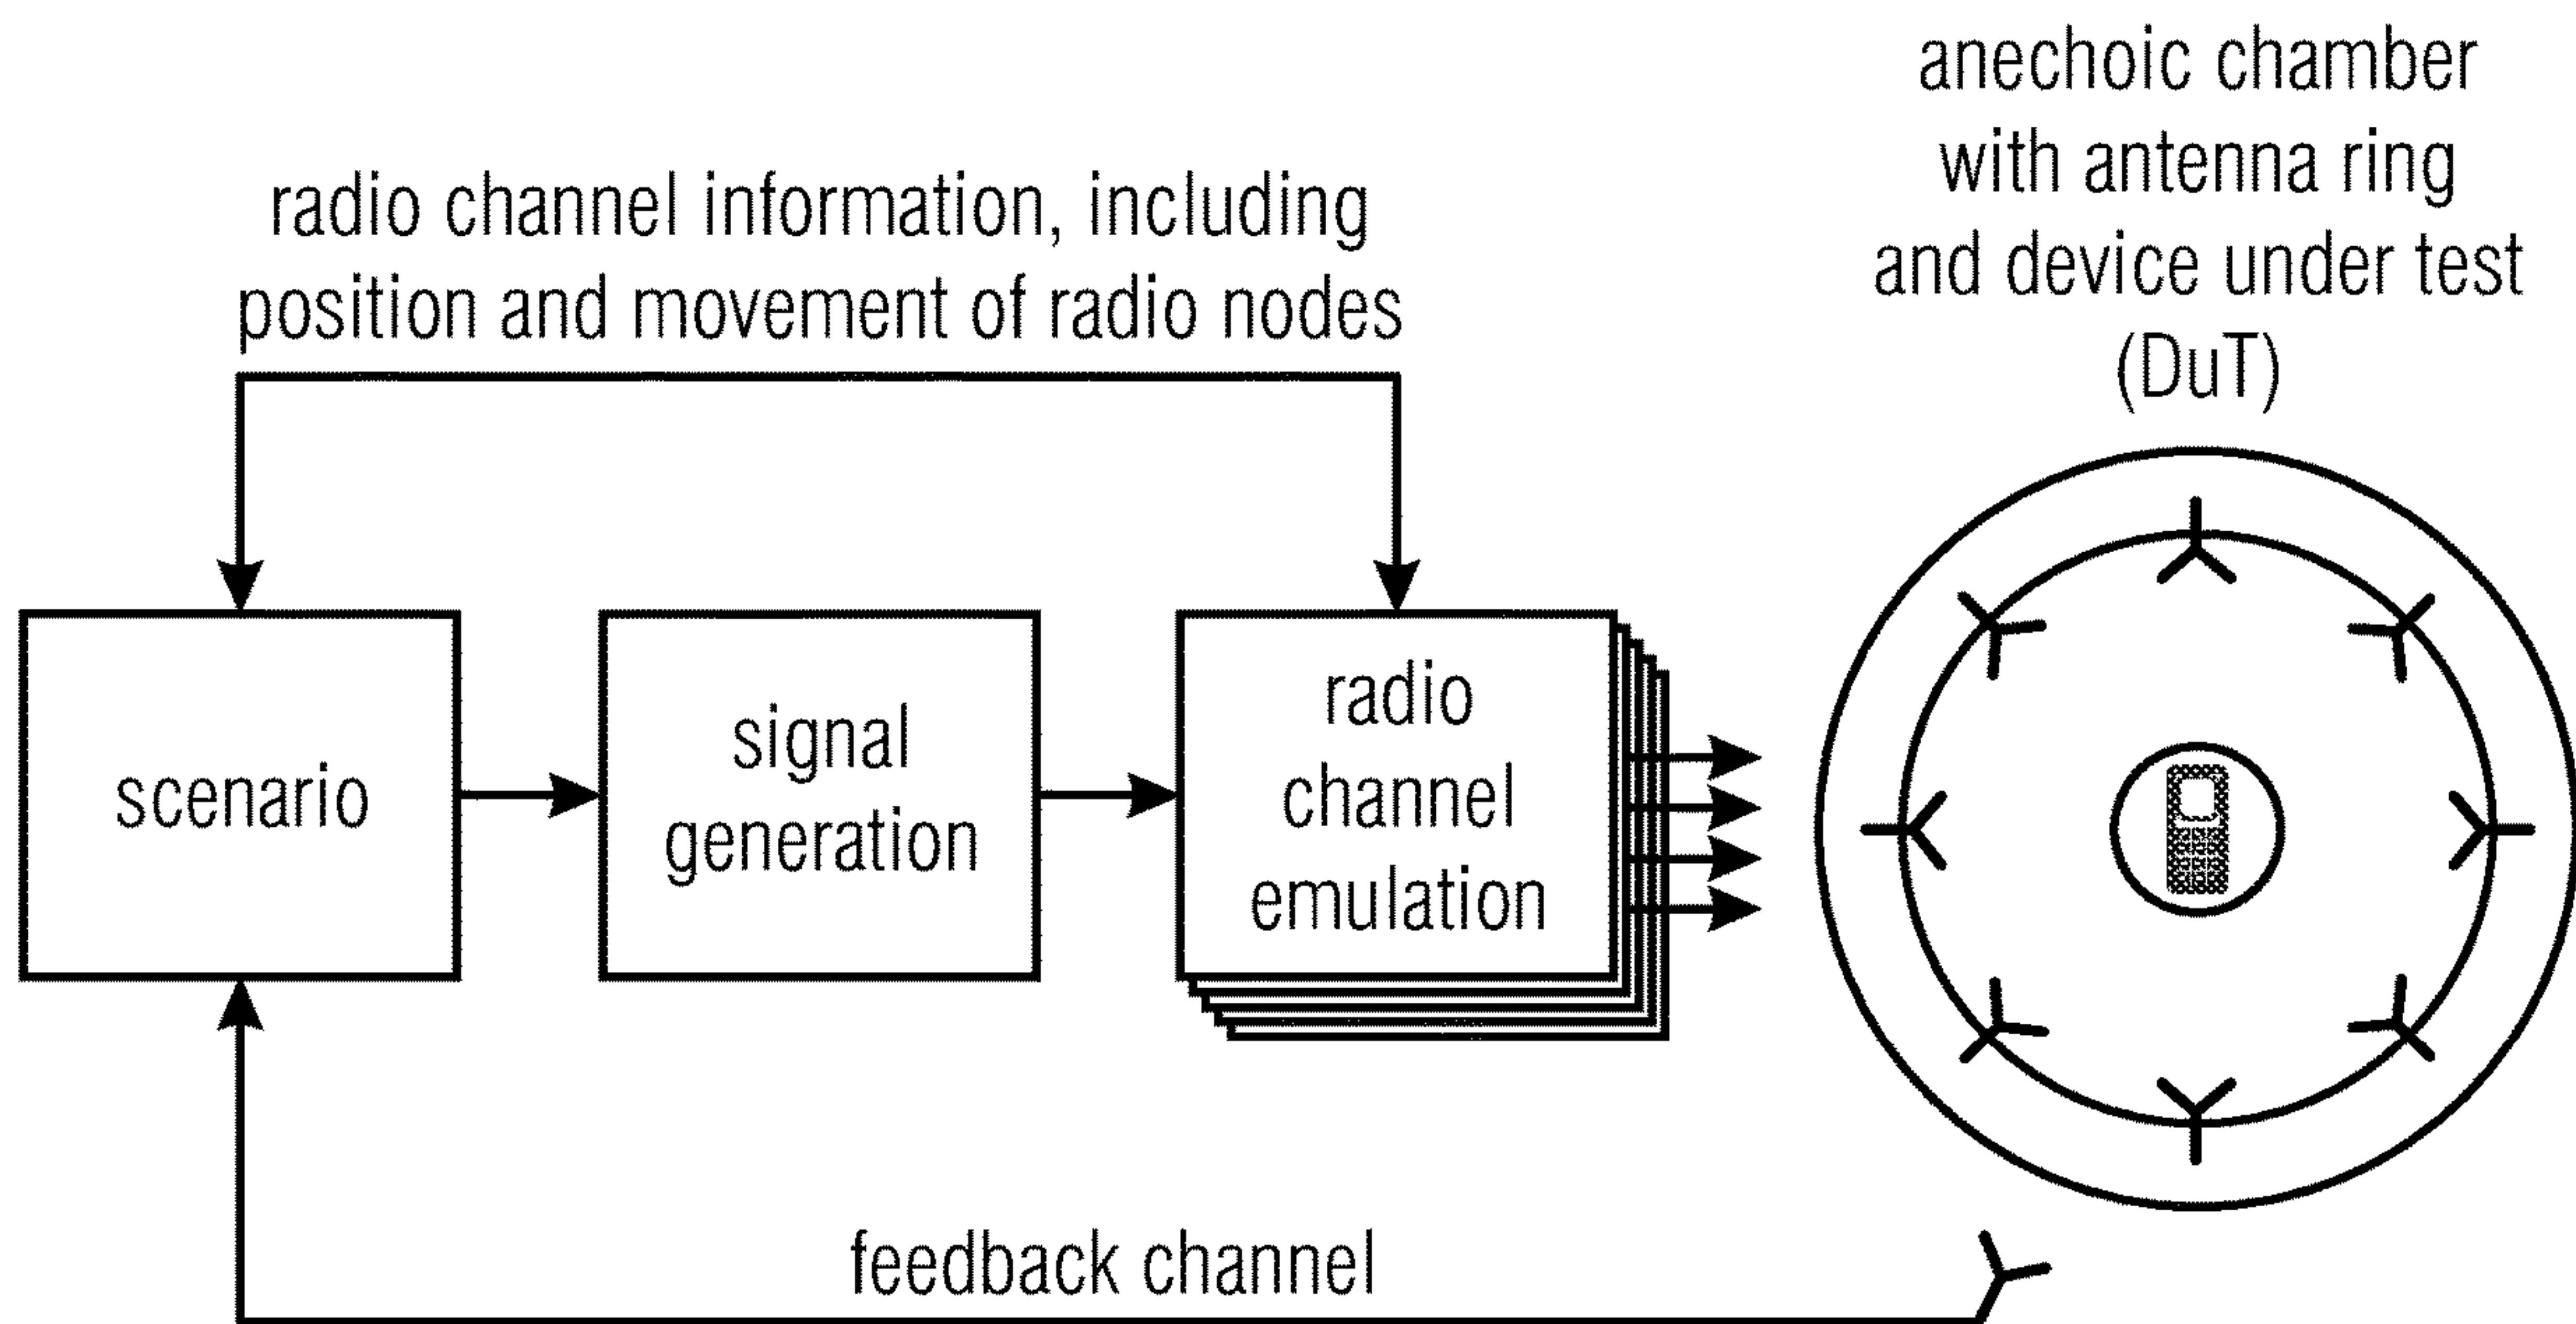 anechoic chamber
with antenna ring
and device under test
(DuT)
radio channel information, including
position and movement of radio nodes
scenario
signal
generation
radio
channel
emulation
feedback channel